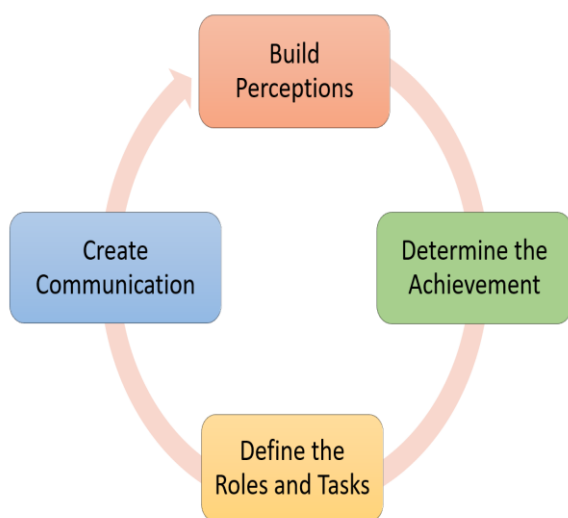 Build
Perceptions
Determine the
Achievement
Define the
Roles and Tasks
Create
Communication